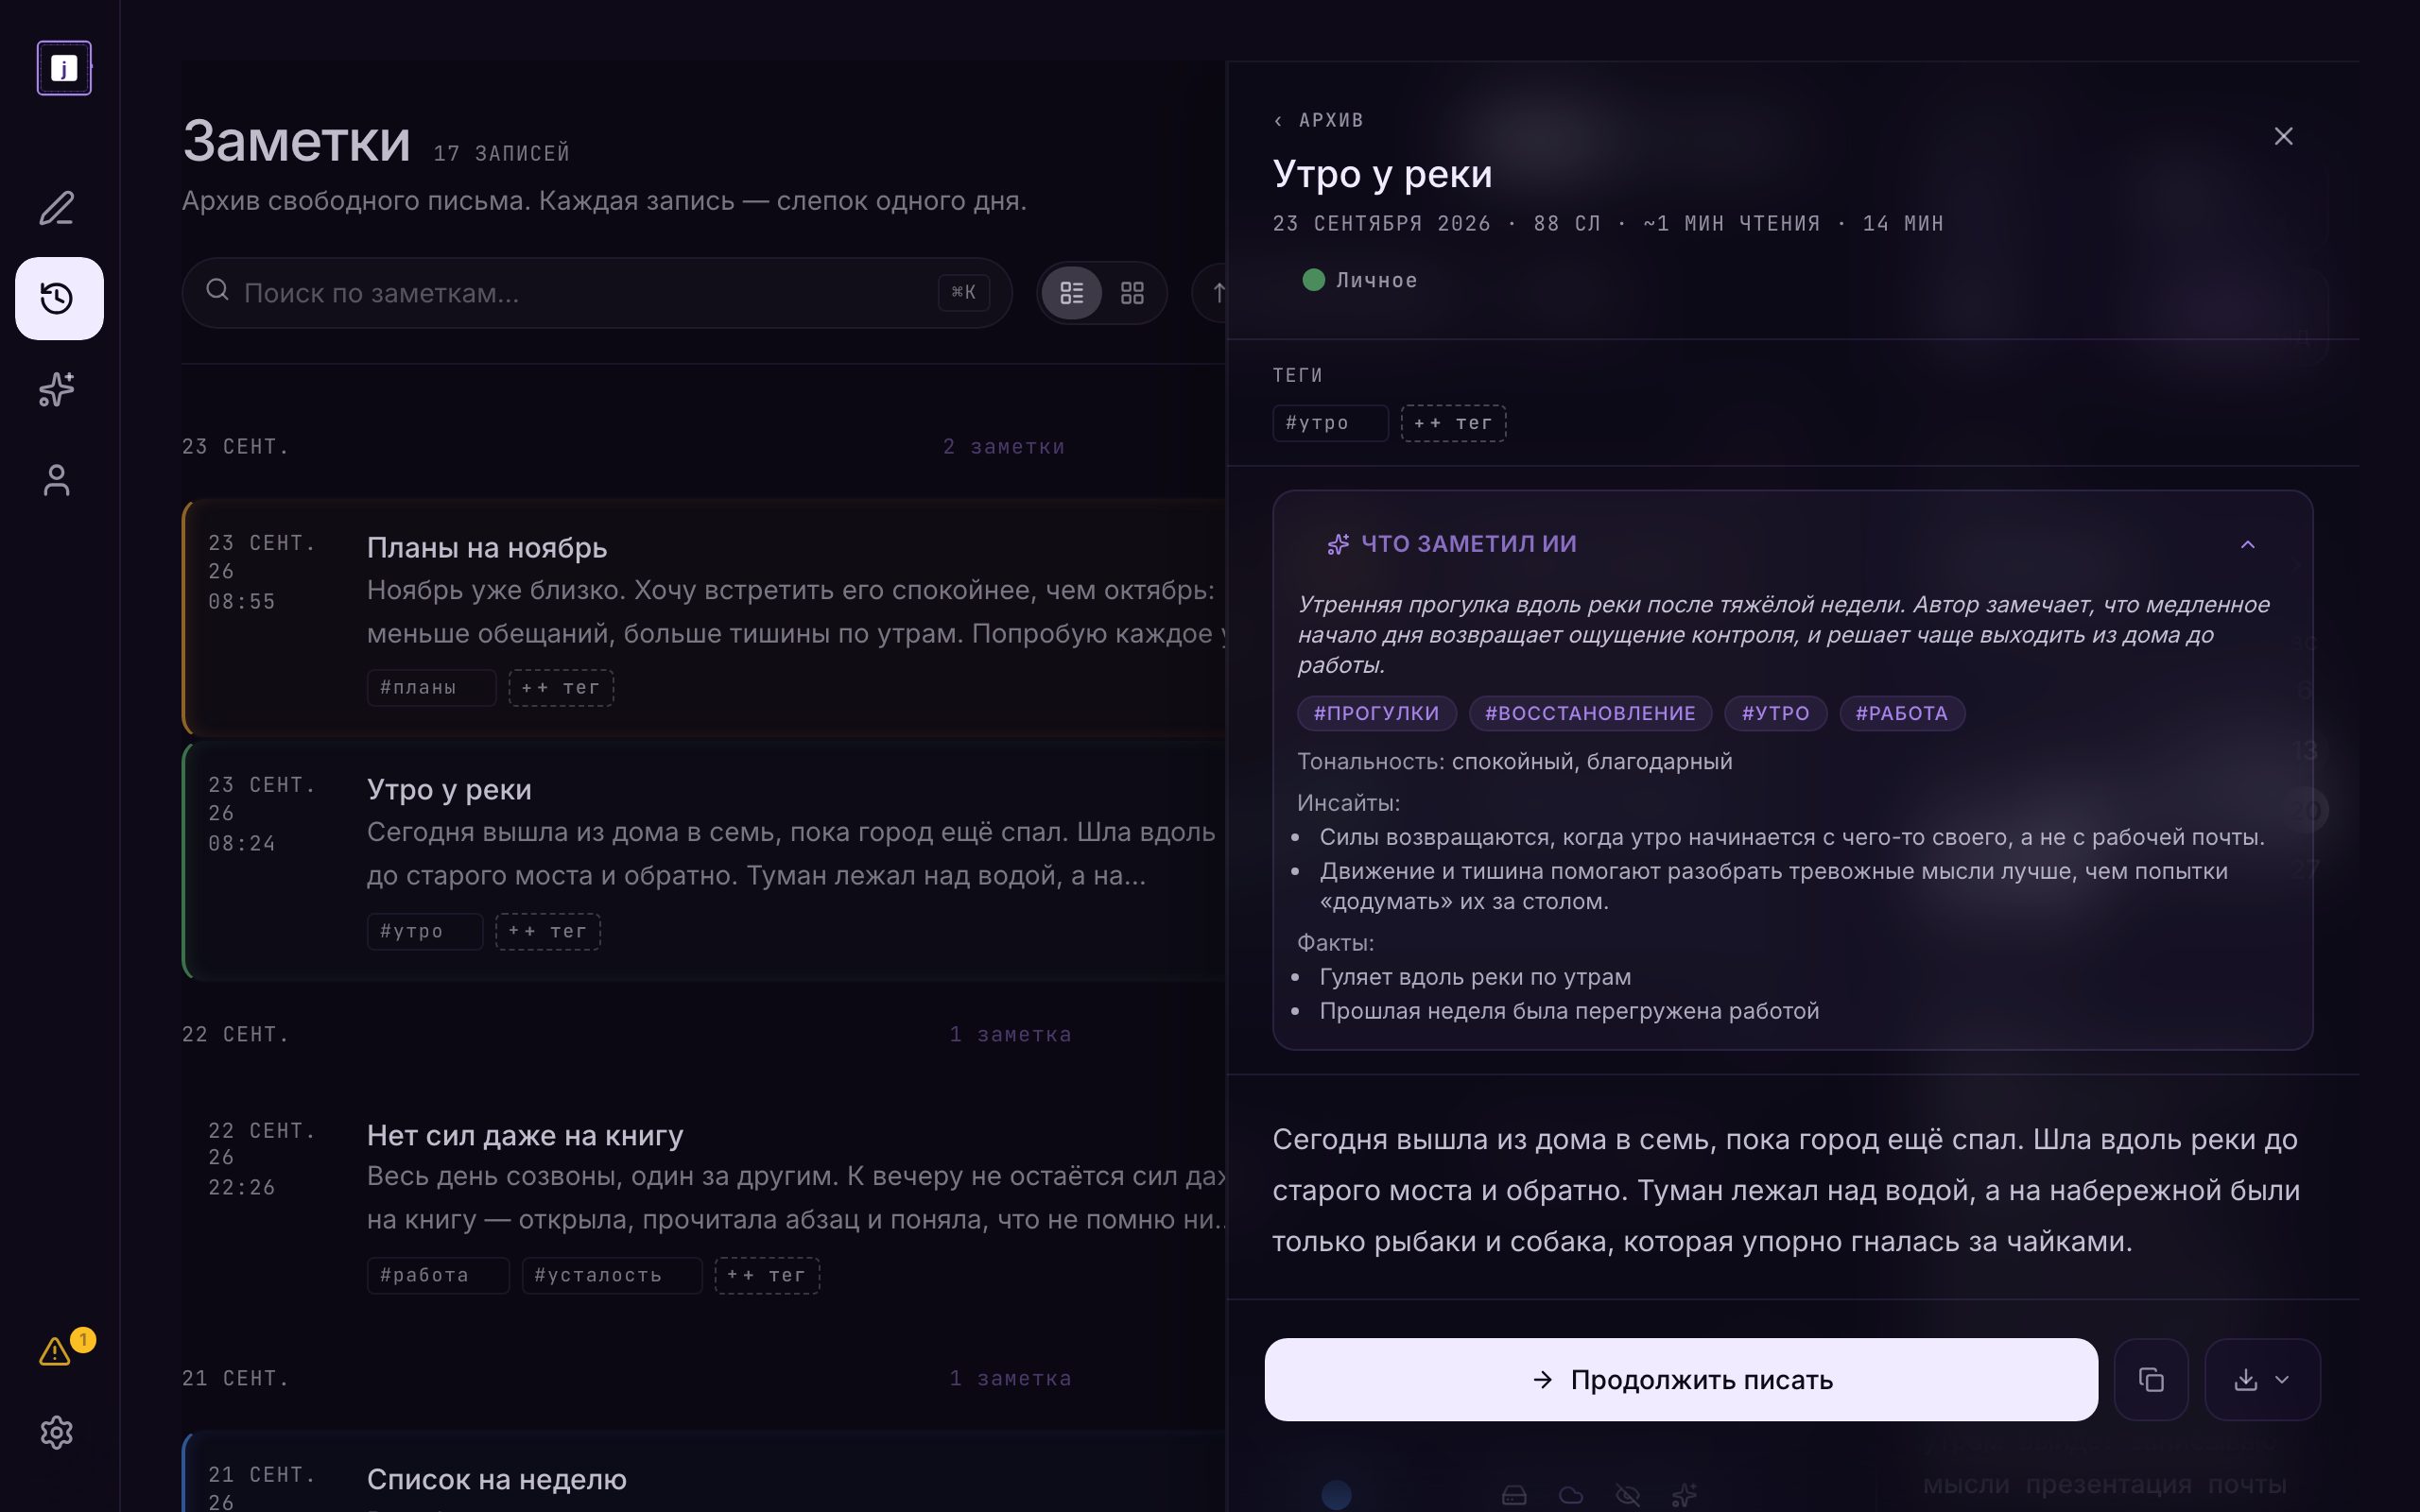 j
Заметки 17 ЗАПИСЕЙ
Архив свободного письма. Каждая запись — слепок одного дня.
Поиск по заметкам... ⌘K
23 СЕНТ. 2 заметки
23 СЕНТ.
26
08:55
Планы на ноябрь
Ноябрь уже близко. Хочу встретить его спокойнее, чем октябрь:
меньше обещаний, больше тишины по утрам. Попробую каждое
#планы ++ тег
23 СЕНТ.
26
08:24
Утро у реки
Сегодня вышла из дома в семь, пока город ещё спал. Шла вдоль
до старого моста и обратно. Туман лежал над водой, а на...
#утро ++ тег
22 СЕНТ. 1 заметка
22 СЕНТ.
26
22:26
Нет сил даже на книгу
Весь день созвоны, один за другим. К вечеру не остаётся сил
на книгу — открыла, прочитала абзац и поняла, что не помню ни..
#работа #усталость ++ тег
21 СЕНТ. 1 заметка
21 СЕНТ.
26
Список на неделю
1
‹ АРХИВ
Утро у реки
23 СЕНТЯБРЯ 2026 · 88 СЛ · ~1 МИН ЧТЕНИЯ · 14 МИН
Личное
ТЕГИ
#утро ++ тег
ЧТО ЗАМЕТИЛ ИИ
Утренняя прогулка вдоль реки после тяжёлой недели. Автор замечает, что медленное
начало дня возвращает ощущение контроля, и решает чаще выходить из дома до
работы.
#ПРОГУЛКИ #ВОССТАНОВЛЕНИЕ #УТРО #РАБОТА
Тональность: спокойный, благодарный
Инсайты:
• Силы возвращаются, когда утро начинается с чего-то своего, а не с рабочей почты.
• Движение и тишина помогают разобрать тревожные мысли лучше, чем попытки
«додумать» их за столом.
Факты:
• Гуляет вдоль реки по утрам
• Прошлая неделя была перегружена работой
13
20
27
Сегодня вышла из дома в семь, пока город ещё спал. Шла вдоль реки до
старого моста и обратно. Туман лежал над водой, а на набережной были
только рыбаки и собака, которая упорно гналась за чайками.
→ Продолжить писать
мысли презентация почты